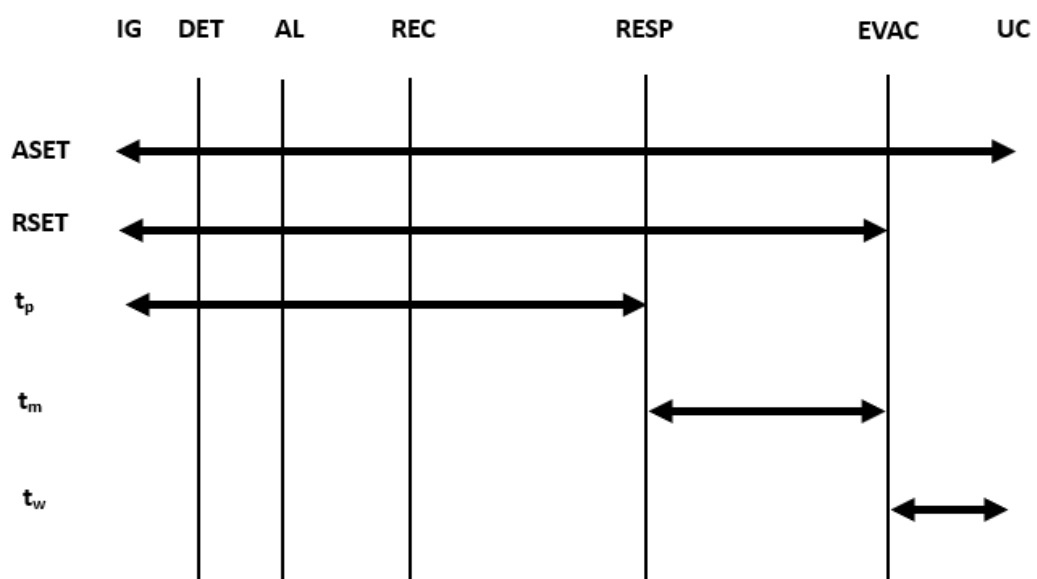 IG DET AL REC RESP EVAC UC
ASET
RSET
tp
tm
tw